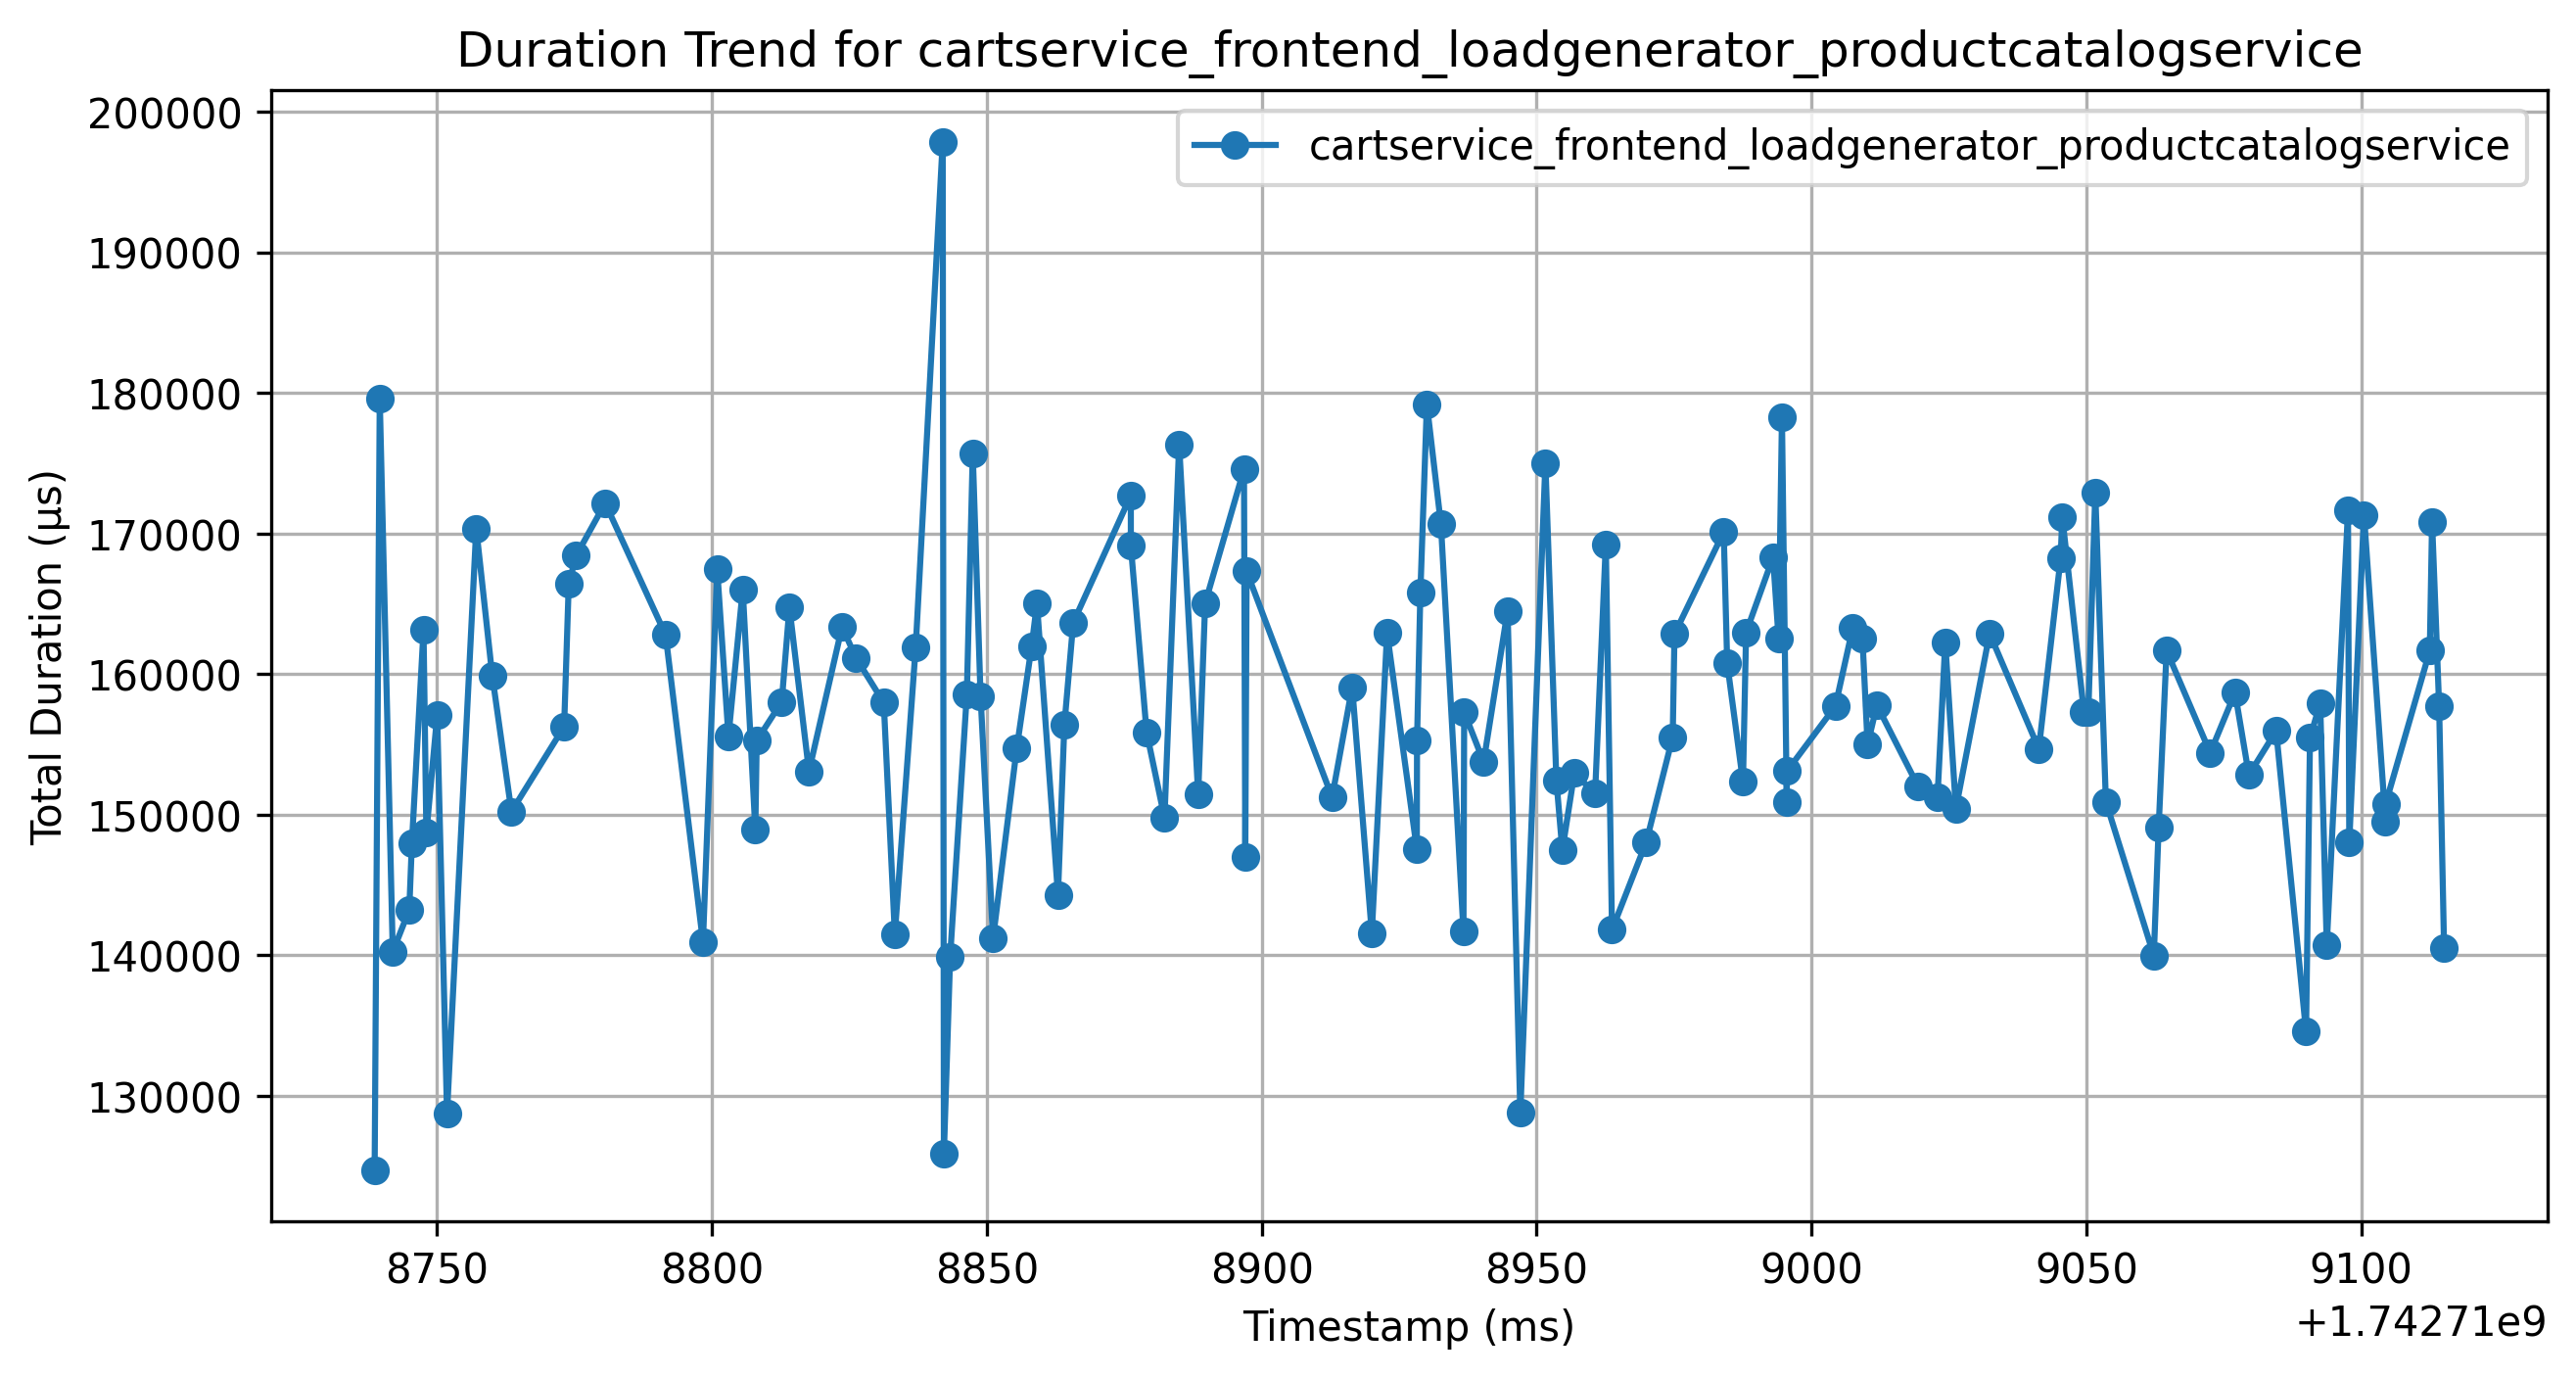 Duration Trend for cartservice_frontend_loadgenerator_productcatalogservice
cartservice_frontend_loadgenerator_productcatalogservice
Total Duration (µs)
200000
190000
180000
170000
160000
150000
140000
130000
8750 8800 8850 8900 8950 9000 9050 9100
Timestamp (ms)
+1.74271e9